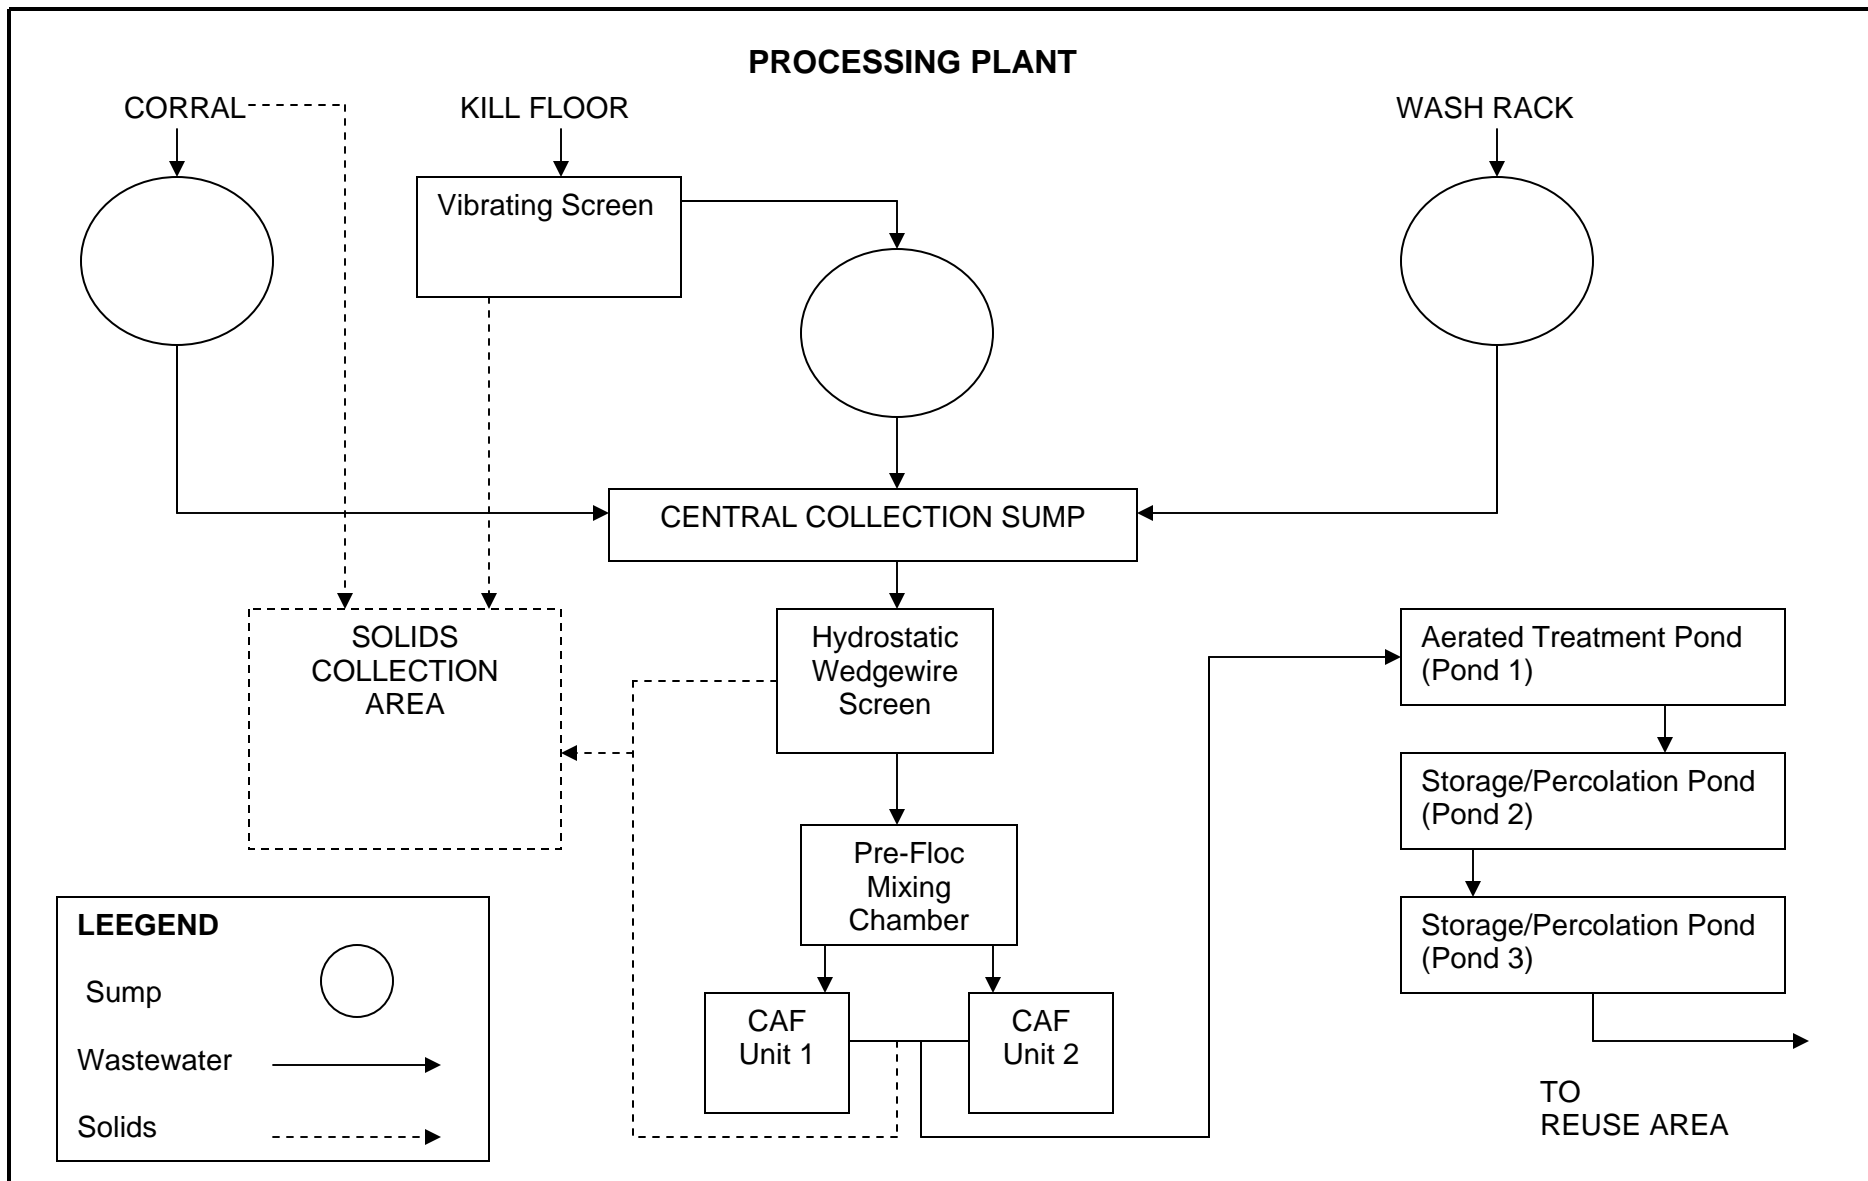 PROCESSING PLANT
CORRAL
KILL FLOOR
WASH RACK
Vibrating Screen
CENTRAL COLLECTION SUMP
SOLIDS
COLLECTION
AREA
Hydrostatic
Wedgewire
Screen
Aerated Treatment Pond
(Pond 1)
Storage/Percolation Pond
(Pond 2)
Pre-Floc
Mixing
Chamber
Storage/Percolation Pond
(Pond 3)
LEEGEND
Sump
Wastewater
Solids
CAF
Unit 1
CAF
Unit 2
TO
REUSE AREA